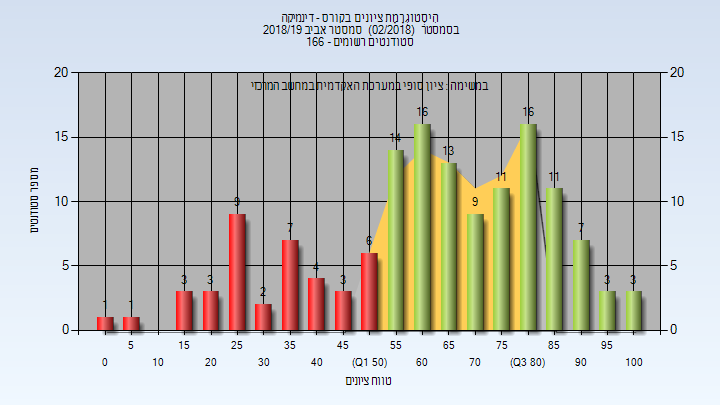 היסטוגרמת ציונים בקורס - דינמיקה
בסמסטר (02/2018) סמסטר אביב 2018/19
סטודנטים רשומים - 166
במשימה : ציון סופי במערכת האקדמית במחשב המרכזי
מספר סטודנטים
20 20
15 15
10 10
5 5
0 0
1 1 3 3 9 2 7 4 3 6 14 16 13 9 11 16 11 7 3 3
5 15 25 35 45 55 65 75 85 95
0 10 20 30 40 (Q1 50) 60 70 (Q3 80) 90 100
טווח ציונים